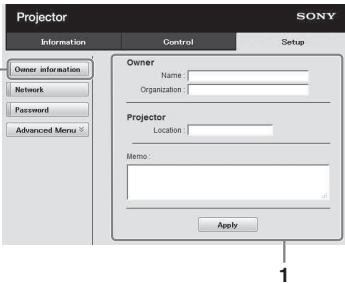 Projector SONY
Information Control Setup
Owner information
Network
Password
Advanced Menu
Owner
Name :
Organization :
Projector
Location :
Memo :
Apply
1